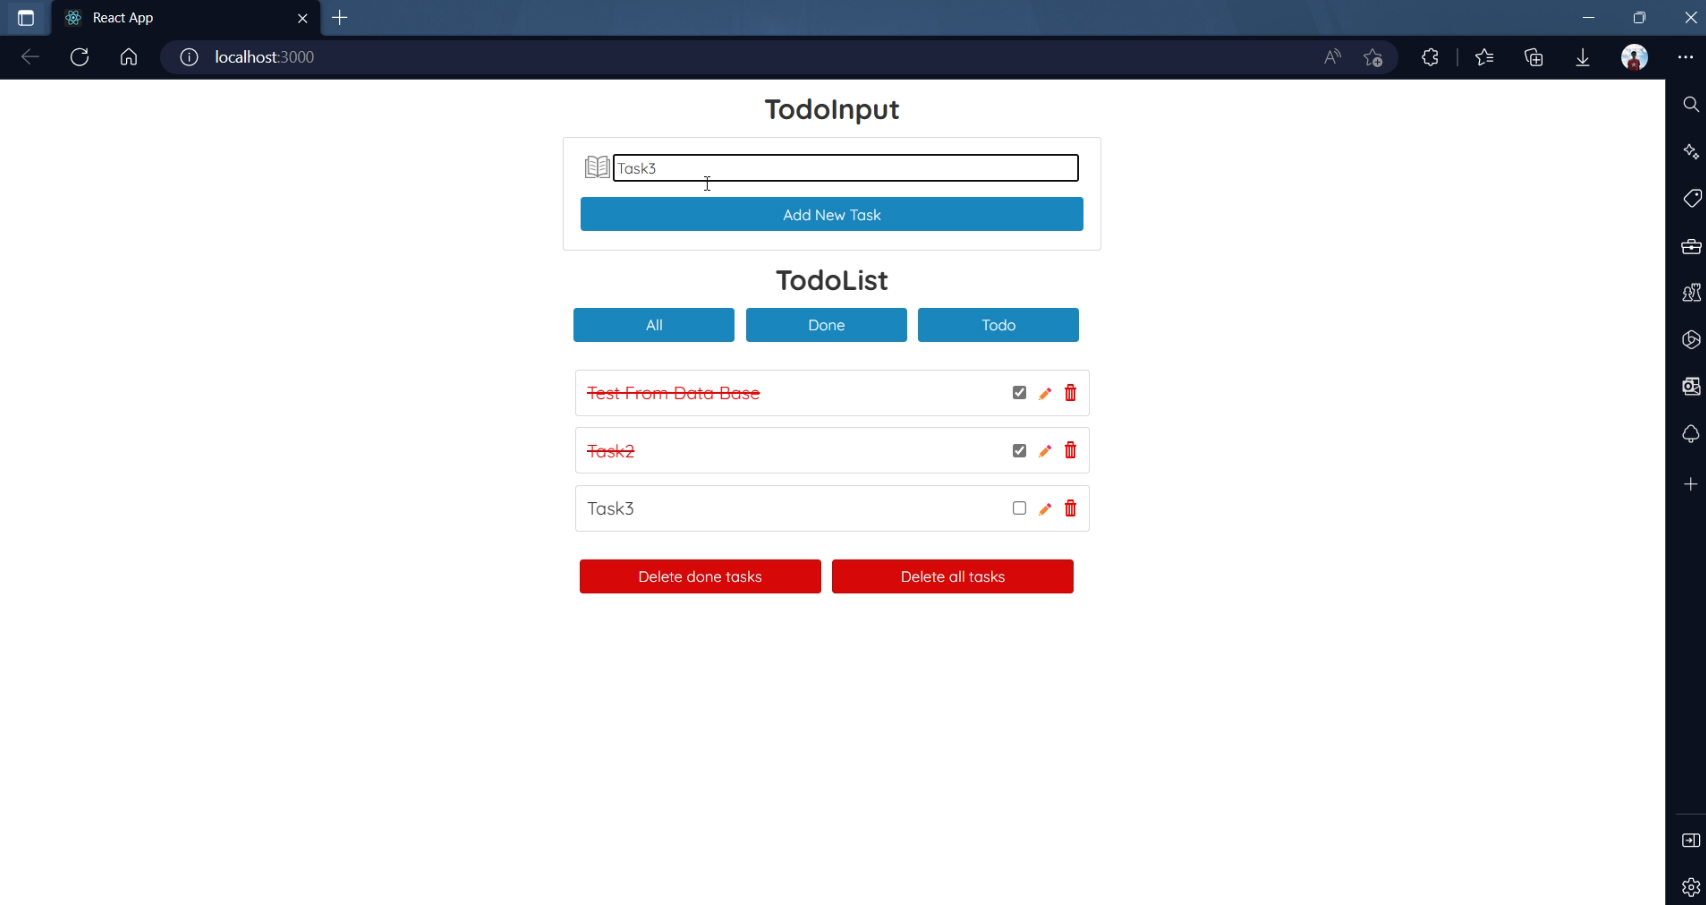 React App
localhost:3000
TodoInput
Task3
Add New Task
TodoList
All Done Todo
Test From Data Base
Task2
Task3
Delete done tasks Delete all tasks